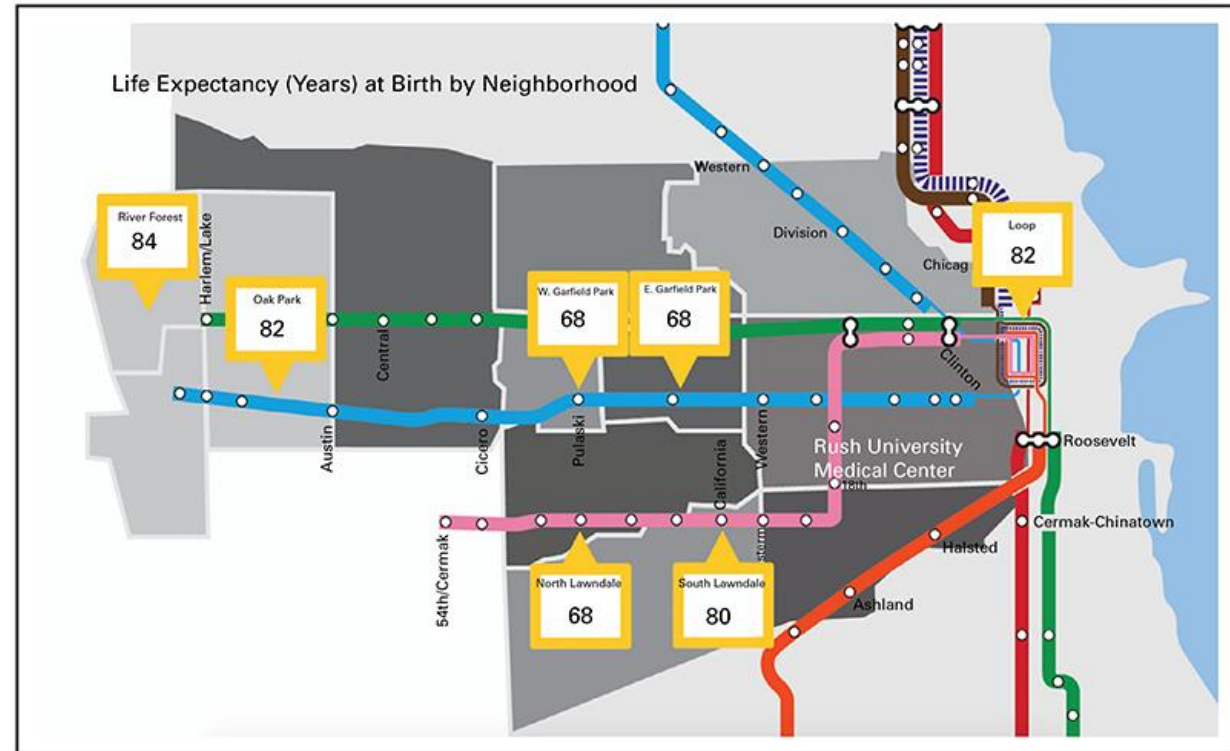 Life Expectancy (Years) at Birth by Neighborhood
Western
River Forest
84
Harlem/Lake
Division
Loop
82
Chicag
Oak Park
82
W. Garfield Park
68
E. Garfield Park
68
Central
Clinton
Austin
Cicero
Pulaski
California
Western
Rush University
Medical Center
Roosevelt
18th
54th/Cermak
Cermak-Chinatown
Halsted
North Lawndale
68
South Lawndale
80
Ashland